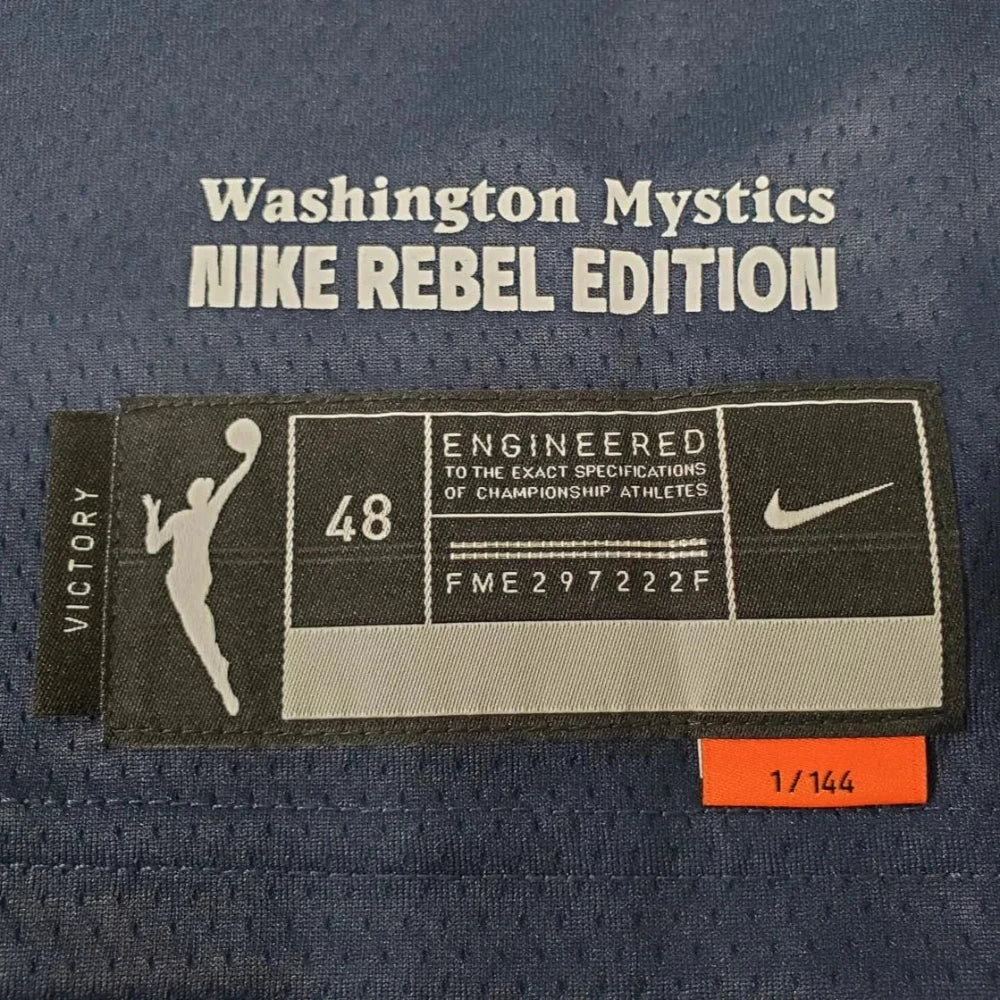 Washington Mystics
NIKE REBEL EDITION
VICTORY
48
ENGINEERED
TO THE EXACT SPECIFICATIONS
OF CHAMPIONSHIP ATHLETES
FME297222F
1/144